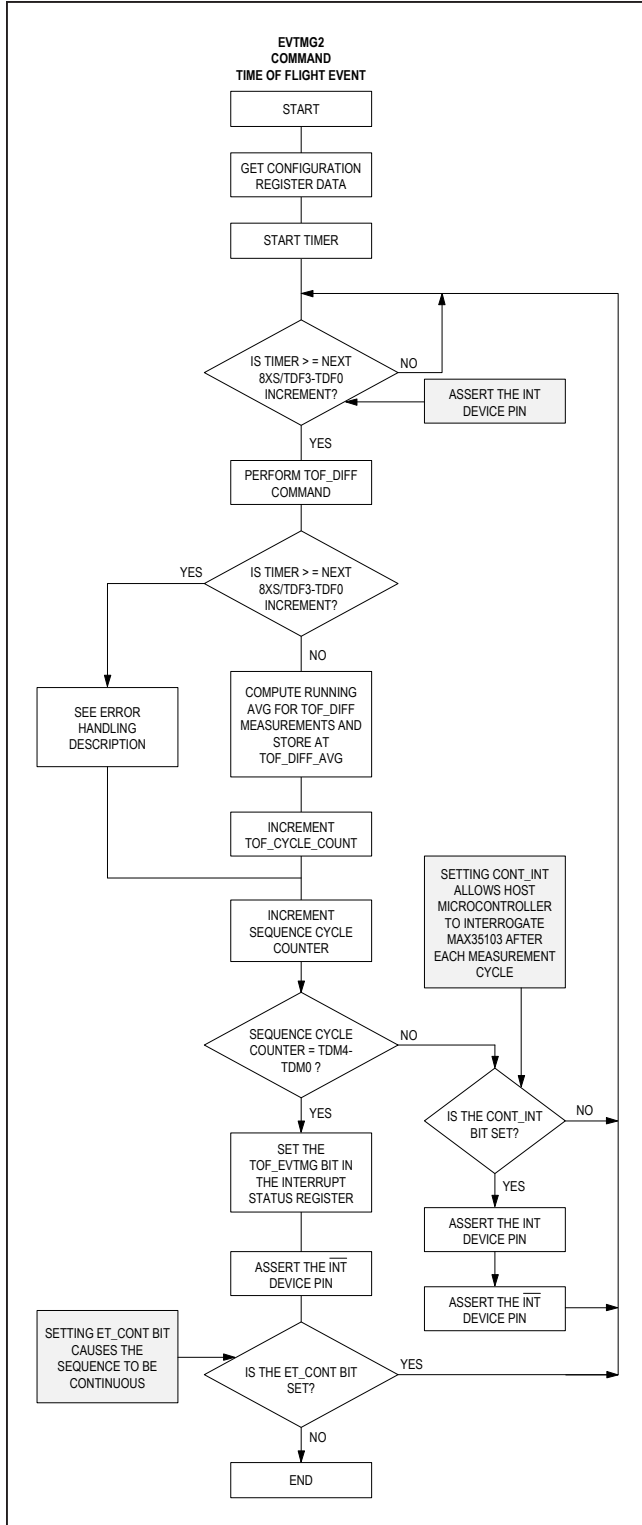 EVTMG2
COMMAND
TIME OF FLIGHT EVENT
START
GET CONFIGURATION
REGISTER DATA
START TIMER
IS TIMER > = NEXT
8XS/TDF3-TDF0
INCREMENT?
NO
ASSERT THE INT
DEVICE PIN
YES
PERFORM TOF_DIFF
COMMAND
YES
IS TIMER > = NEXT
8XS/TDF3-TDF0
INCREMENT?
NO
SEE ERROR
HANDLING
DESCRIPTION
COMPUTE RUNNING
AVG FOR TOF_DIFF
MEASUREMENTS AND
STORE AT
TOF_DIFF_AVG
INCREMENT
TOF_CYCLE_COUNT
SETTING CONT_INT
ALLOWS HOST
MICROCONTROLLER
TO INTERROGATE
MAX35103 AFTER
EACH MEASUREMENT
CYCLE
INCREMENT
SEQUENCE CYCLE
COUNTER
SEQUENCE CYCLE
COUNTER = TDM4-
TDM0 ?
NO
YES
IS THE CONT_INT
BIT SET?
NO
YES
SET THE
TOF_EVTMG BIT IN
THE INTERRUPT
STATUS REGISTER
ASSERT THE INT
DEVICE PIN
ASSERT THE INT
DEVICE PIN
ASSERT THE INT
DEVICE PIN
SETTING ET_CONT BIT
CAUSES THE
SEQUENCE TO BE
CONTINUOUS
IS THE ET_CONT BIT
SET?
YES
NO
END